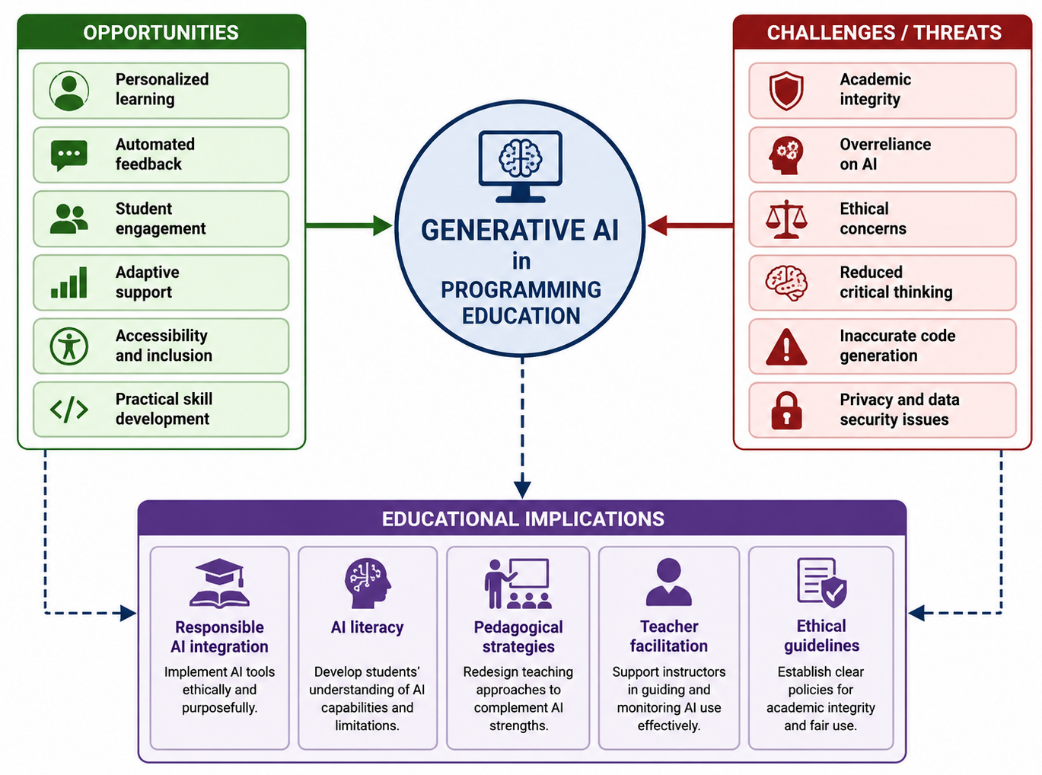 OPPORTUNITIES
Personalized
learning
Automated
feedback
Student
engagement
Adaptive
support
Accessibility
and inclusion
</>
Practical skill
development
GENERATIVE AI
in
PROGRAMMING
EDUCATION
CHALLENGES / THREATS
Academic
integrity
Overreliance
on AI
Ethical
concerns
Reduced
critical thinking
Inaccurate code
generation
Privacy and data
security issues
EDUCATIONAL IMPLICATIONS
Responsible
AI integration
Implement AI tools
ethically and
purposefully.
AI literacy
Develop students'
understanding of AI
capabilities and
limitations.
Pedagogical
strategies
Redesign teaching
approaches to
complement AI
strengths.
Teacher
facilitation
Support instructors
in guiding and
monitoring AI use
effectively.
Ethical
guidelines
Establish clear
policies for
academic integrity
and fair use.